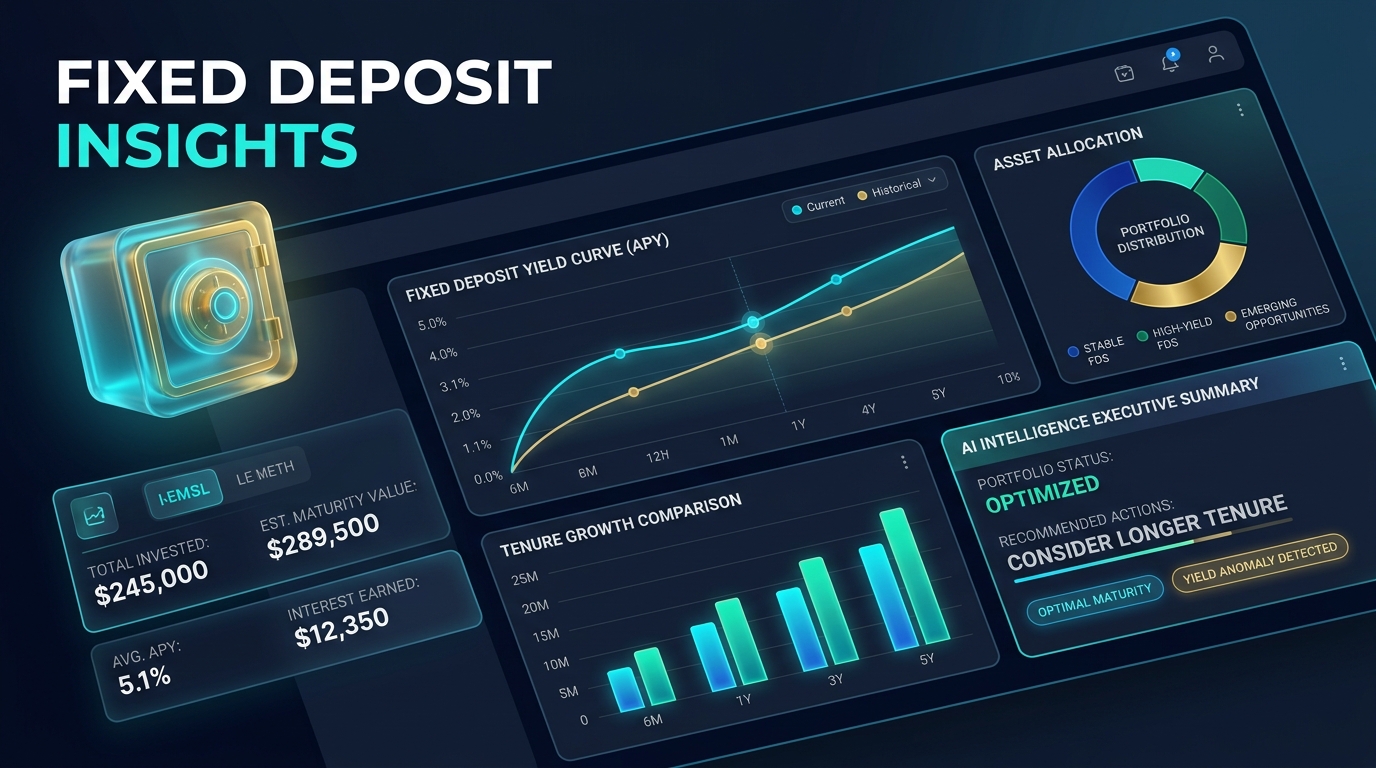 FIXED DEPOSIT
INSIGHTS
FIXED DEPOSIT YIELD CURVE (APY)
Current
Historical
5.0%
4.0%
3.1%
2.0%
1.1%
0.0%
6M
8M
12H
1M
1Y
4Y
5Y
10%
ASSET ALLOCATION
PORTFOLIO
DISTRIBUTION
STABLE
FDS
HIGH-YIELD
FDS
EMERGING
OPPORTUNITIES
LE METH
TOTAL INVESTED:
$245,000
EST. MATURITY VALUE:
$289,500
AVG. APY:
5.1%
INTEREST EARNED:
$12,350
TENURE GROWTH COMPARISON
25M
20M
15M
10M
5M
0
6M
1Y
3Y
5Y
AI INTELLIGENCE EXECUTIVE SUMMARY
PORTFOLIO STATUS:
OPTIMIZED
RECOMMENDED ACTIONS:
CONSIDER LONGER TENURE
OPTIMAL MATURITY
YIELD ANOMALY DETECTED